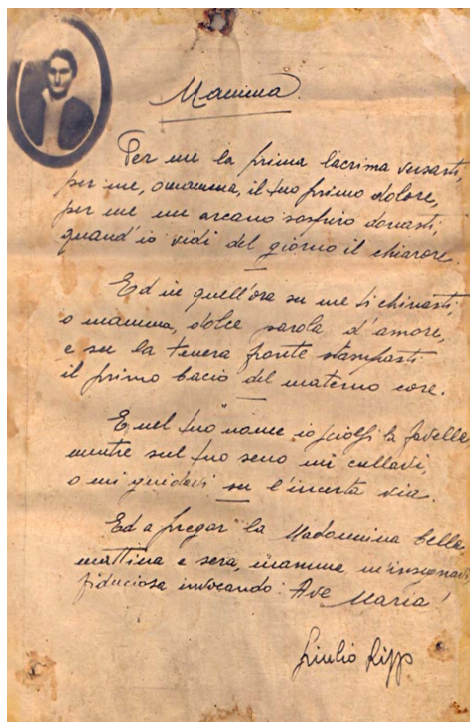 Mamma.
Per me la prima lacrima versasti,
per me, o mamma, il tuo primo dolore,
per me un arcano sospiro donasti,
quand'io vidi del giorno il chiarore.
Ed in quell'ora su me ti chinasti
o mamma, dolce parola d'amore,
e su la tenera fronte stampasti
il primo bacio del materno core.
E nel tuo nome io sciolsi la favella,
mentre sul tuo seno mi cullavi,
o mi guidavi su l'incerta via.
Ed a pregar la Madonnina bella
mattina e sera, mamma, m'insegnavi
fiduciosa invocando: Ave Maria!
Giulio